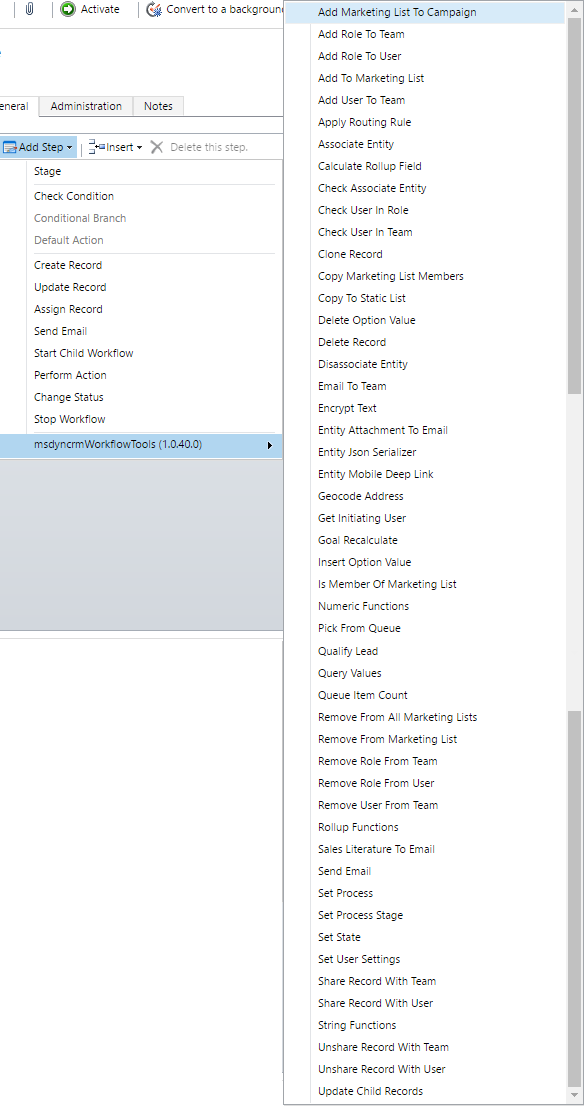 Activate
Convert to a background
eneral
Administration
Notes
Add Step
Insert
Delete this step.
Stage
Check Condition
Conditional Branch
Default Action
Create Record
Update Record
Assign Record
Send Email
Start Child Workflow
Perform Action
Change Status
Stop Workflow
msdyncrmWorkflowTools (1.0.40.0)
Add Marketing List To Campaign
Add Role To Team
Add Role To User
Add To Marketing List
Add User To Team
Apply Routing Rule
Associate Entity
Calculate Rollup Field
Check Associate Entity
Check User In Role
Check User In Team
Clone Record
Copy Marketing List Members
Copy To Static List
Delete Option Value
Delete Record
Disassociate Entity
Email To Team
Encrypt Text
Entity Attachment To Email
Entity Json Serializer
Entity Mobile Deep Link
Geocode Address
Get Initiating User
Goal Recalculate
Insert Option Value
Is Member Of Marketing List
Numeric Functions
Pick From Queue
Qualify Lead
Query Values
Queue Item Count
Remove From All Marketing Lists
Remove From Marketing List
Remove Role From Team
Remove Role From User
Remove User From Team
Rollup Functions
Sales Literature To Email
Send Email
Set Process
Set Process Stage
Set State
Set User Settings
Share Record With Team
Share Record With User
String Functions
Unshare Record With Team
Unshare Record With User
Update Child Records